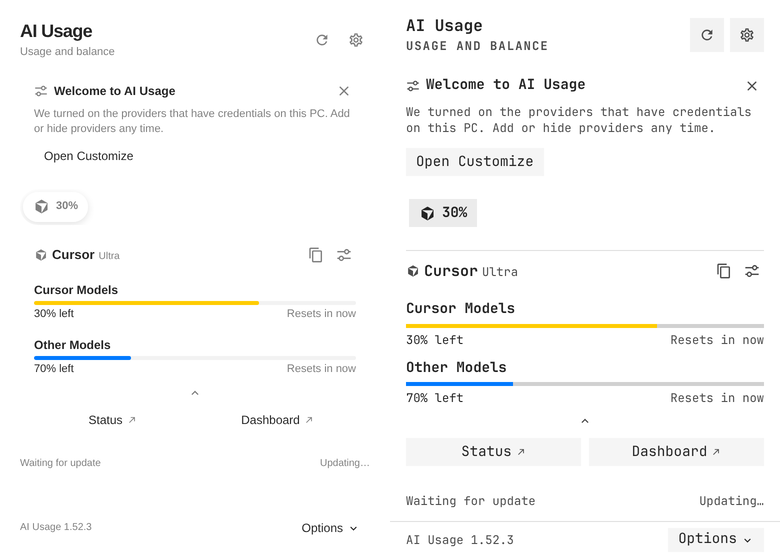 AI Usage
Usage and balance
Welcome to AI Usage
We turned on the providers that have credentials on this PC. Add
or hide providers any time.
Open Customize
30%
Cursor Ultra
Cursor Models
30% left Resets in now
Other Models
70% left Resets in now
Status ↗ Dashboard ↗
Waiting for update Updating…
AI Usage 1.52.3 Options
AI Usage
USAGE AND BALANCE
Welcome to AI Usage
We turned on the providers that have credentials
on this PC. Add or hide providers any time.
Open Customize
30%
Cursor Ultra
Cursor Models
30% left Resets in now
Other Models
70% left Resets in now
Status ↗ Dashboard ↗
Waiting for update Updating…
AI Usage 1.52.3 Options